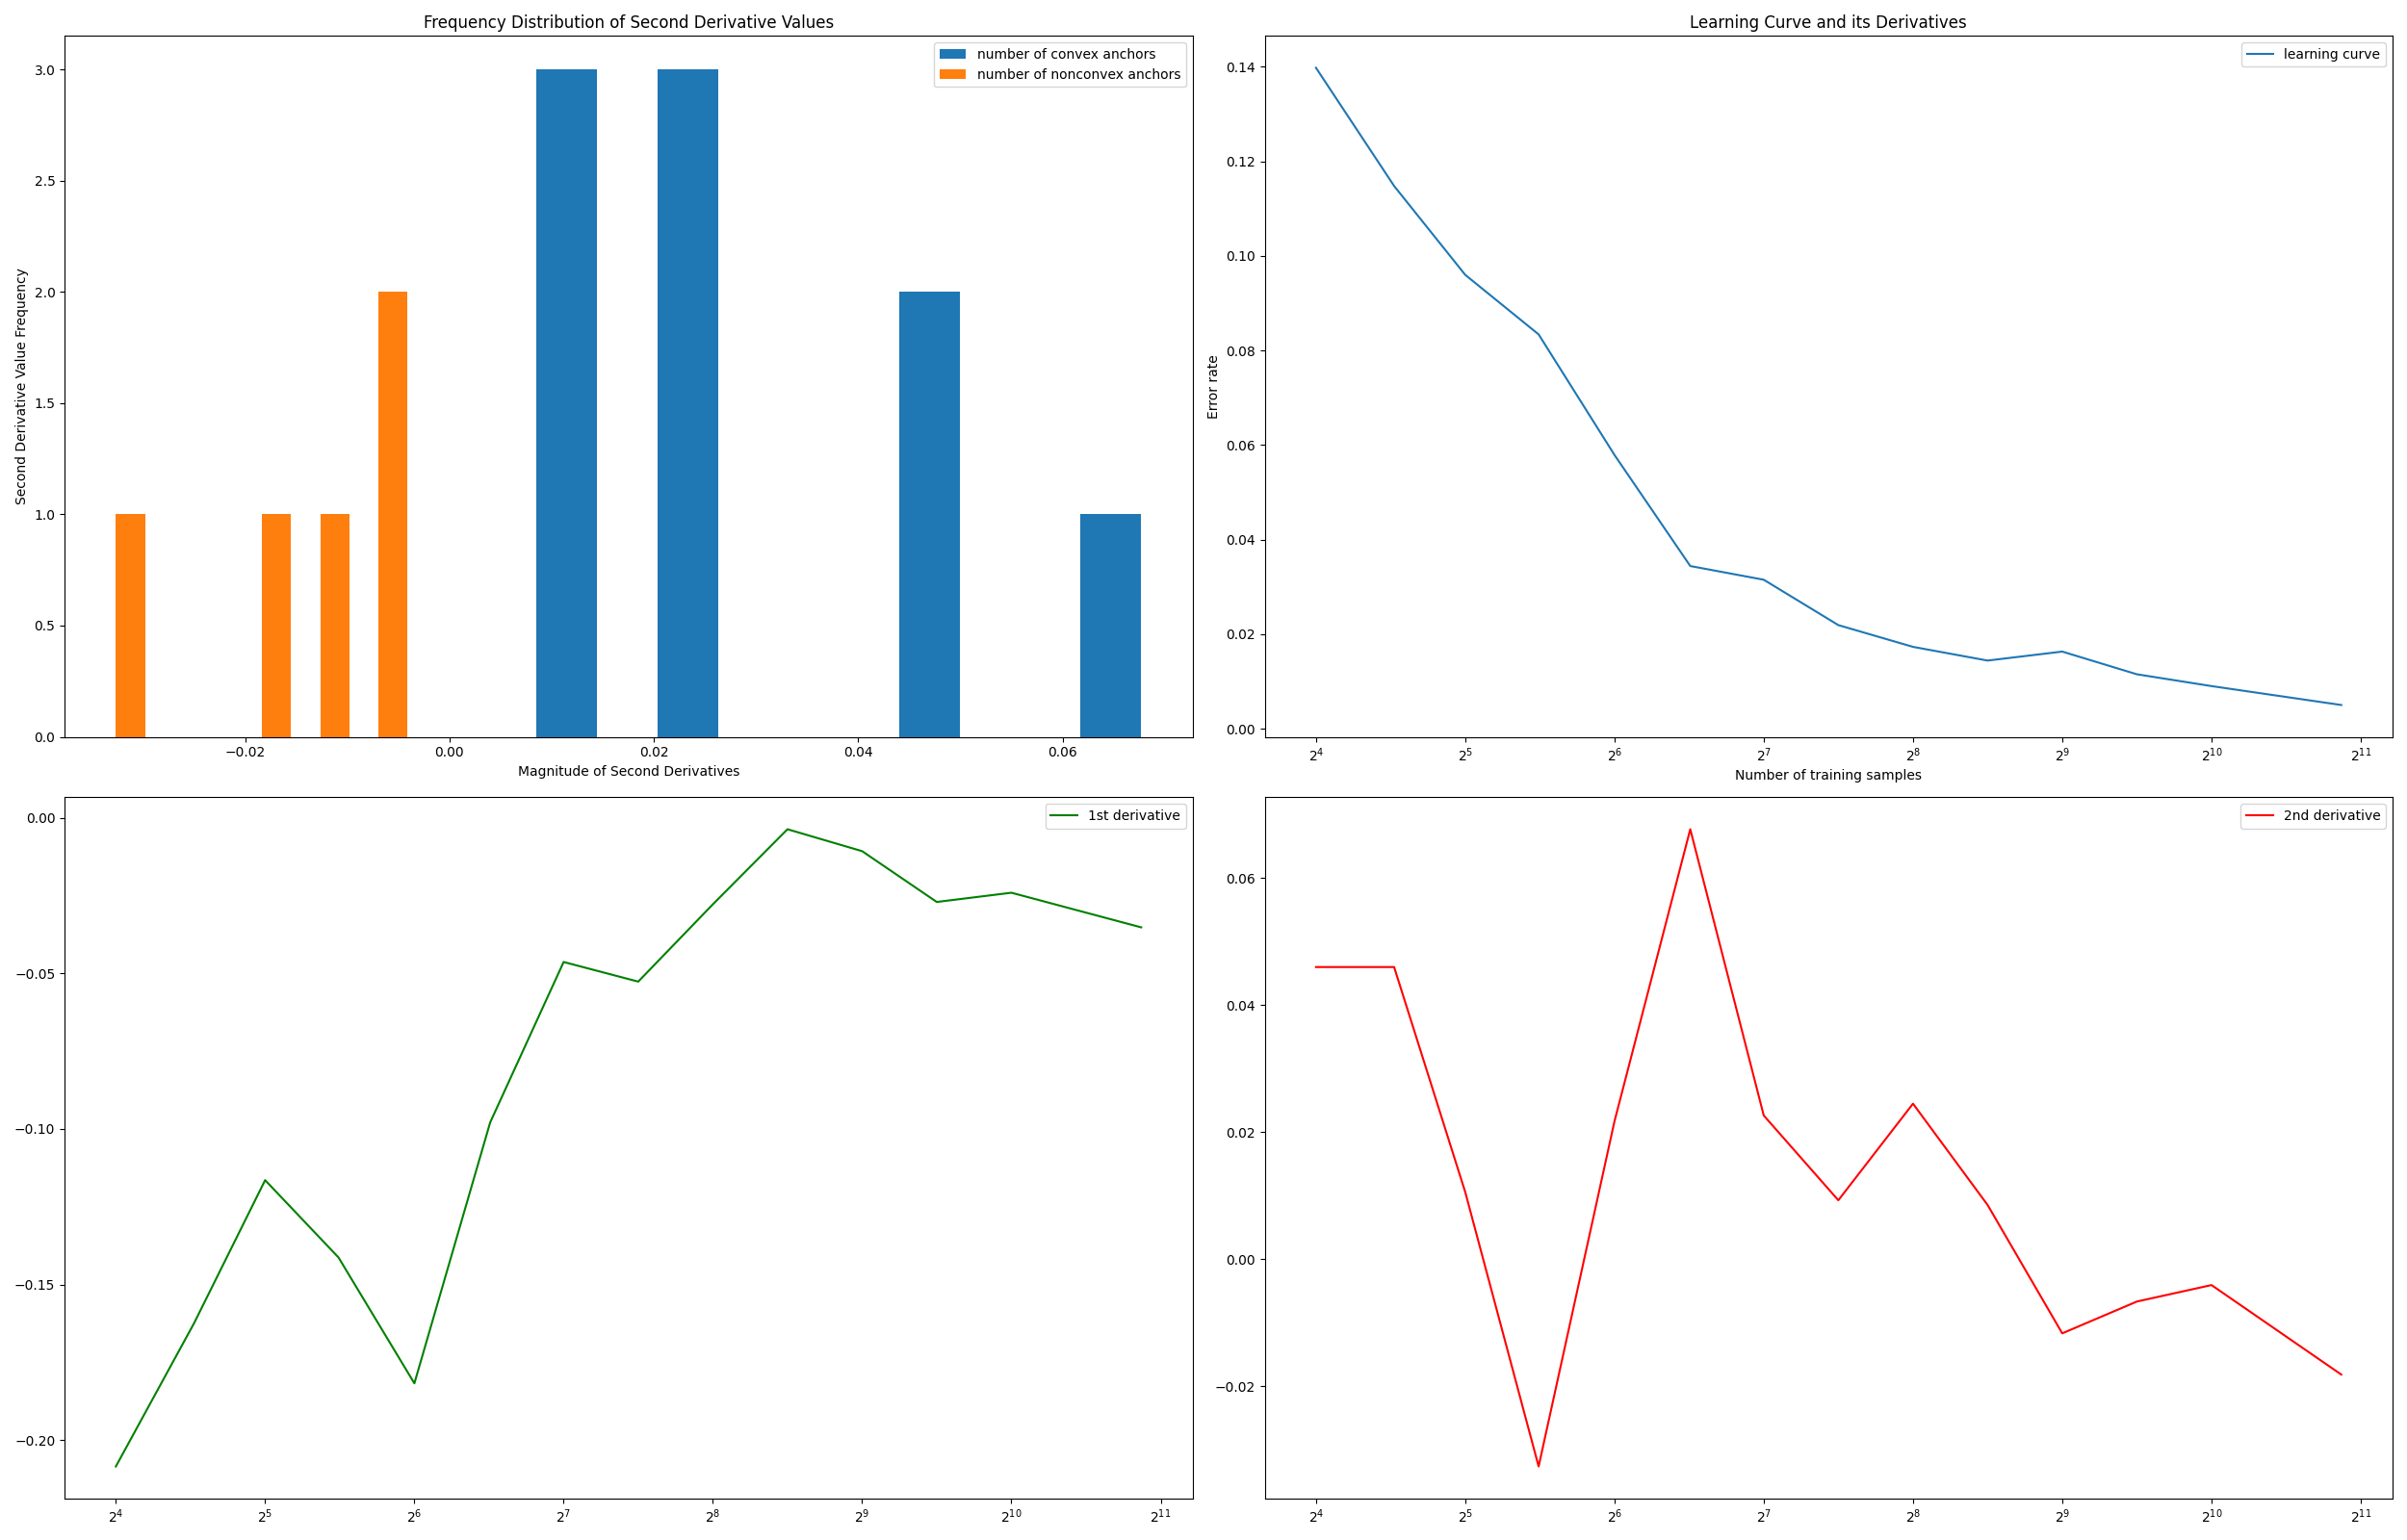 Frequency Distribution of Second Derivative Values
number of convex anchors
number of nonconvex anchors
3.0
2.5
2.0
1.5
1.0
0.5
0.0
Second Derivative Value Frequency
−0.02 0.00 0.02 0.04 0.06
Magnitude of Second Derivatives
Learning Curve and its Derivatives
learning curve
0.14
0.12
0.10
0.08
0.06
0.04
0.02
0.00
Error rate
2⁴ 2⁵ 2⁶ 2⁷ 2⁸ 2⁹ 2¹⁰ 2¹¹
Number of training samples
1st derivative
0.00
−0.05
−0.10
−0.15
−0.20
2⁴ 2⁵ 2⁶ 2⁷ 2⁸ 2⁹ 2¹⁰ 2¹¹
2nd derivative
0.06
0.04
0.02
0.00
−0.02
2⁴ 2⁵ 2⁶ 2⁷ 2⁸ 2⁹ 2¹⁰ 2¹¹